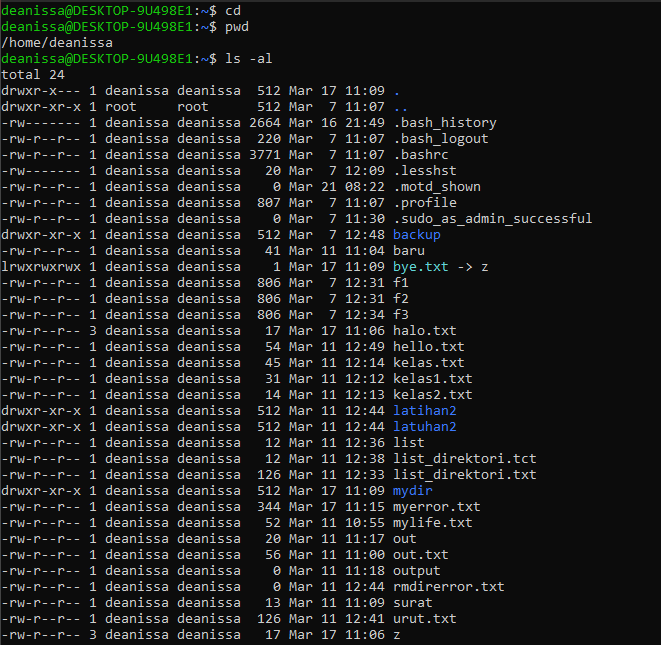 deanissa@DESKTOP-9U498E1:~$ cd
deanissa@DESKTOP-9U498E1:~$ pwd
/home/deanissa
deanissa@DESKTOP-9U498E1:~$ ls -al
total 24
drwxr-x--- 1 deanissa deanissa  512 Mar 17 11:09 .
drwxr-xr-x 1 root     root      512 Mar  7 11:07 ..
-rw------- 1 deanissa deanissa 2664 Mar 16 21:49 .bash_history
-rw-r--r-- 1 deanissa deanissa  220 Mar  7 11:07 .bash_logout
-rw-r--r-- 1 deanissa deanissa 3771 Mar  7 11:07 .bashrc
-rw------- 1 deanissa deanissa   20 Mar  7 12:09 .lesshst
-rw-r--r-- 1 deanissa deanissa    0 Mar 21 08:22 .motd_shown
-rw-r--r-- 1 deanissa deanissa  807 Mar  7 11:07 .profile
-rw-r--r-- 1 deanissa deanissa    0 Mar  7 11:30 .sudo_as_admin_successful
drwxr-xr-x 1 deanissa deanissa  512 Mar  7 12:48 backup
-rw-r--r-- 1 deanissa deanissa   41 Mar 11 11:04 baru
lrwxrwxrwx 1 deanissa deanissa    1 Mar 17 11:09 bye.txt -> z
-rw-r--r-- 1 deanissa deanissa  806 Mar  7 12:31 f1
-rw-r--r-- 1 deanissa deanissa  806 Mar  7 12:31 f2
-rw-r--r-- 1 deanissa deanissa  806 Mar  7 12:34 f3
-rw-r--r-- 3 deanissa deanissa   17 Mar 17 11:06 halo.txt
-rw-r--r-- 1 deanissa deanissa   54 Mar 11 12:49 hello.txt
-rw-r--r-- 1 deanissa deanissa   45 Mar 11 12:14 kelas.txt
-rw-r--r-- 1 deanissa deanissa   31 Mar 11 12:12 kelas1.txt
-rw-r--r-- 1 deanissa deanissa   14 Mar 11 12:13 kelas2.txt
drwxr-xr-x 1 deanissa deanissa  512 Mar 11 12:44 latihan2
drwxr-xr-x 1 deanissa deanissa  512 Mar 11 12:44 latuhan2
-rw-r--r-- 1 deanissa deanissa   12 Mar 11 12:36 list
-rw-r--r-- 1 deanissa deanissa   12 Mar 11 12:38 list_direktori.tct
-rw-r--r-- 1 deanissa deanissa  126 Mar 11 12:33 list_direktori.txt
drwxr-xr-x 1 deanissa deanissa  512 Mar 17 11:09 mydir
-rw-r--r-- 1 deanissa deanissa  344 Mar 17 11:15 myerror.txt
-rw-r--r-- 1 deanissa deanissa   52 Mar 11 10:55 mylife.txt
-rw-r--r-- 1 deanissa deanissa   20 Mar 11 11:17 out
-rw-r--r-- 1 deanissa deanissa   56 Mar 11 11:00 out.txt
-rw-r--r-- 1 deanissa deanissa    0 Mar 11 11:18 output
-rw-r--r-- 1 deanissa deanissa    0 Mar 11 12:44 rmdirerror.txt
-rw-r--r-- 1 deanissa deanissa   13 Mar 11 11:09 surat
-rw-r--r-- 1 deanissa deanissa  126 Mar 11 12:41 urut.txt
-rw-r--r-- 3 deanissa deanissa   17 Mar 17 11:06 z